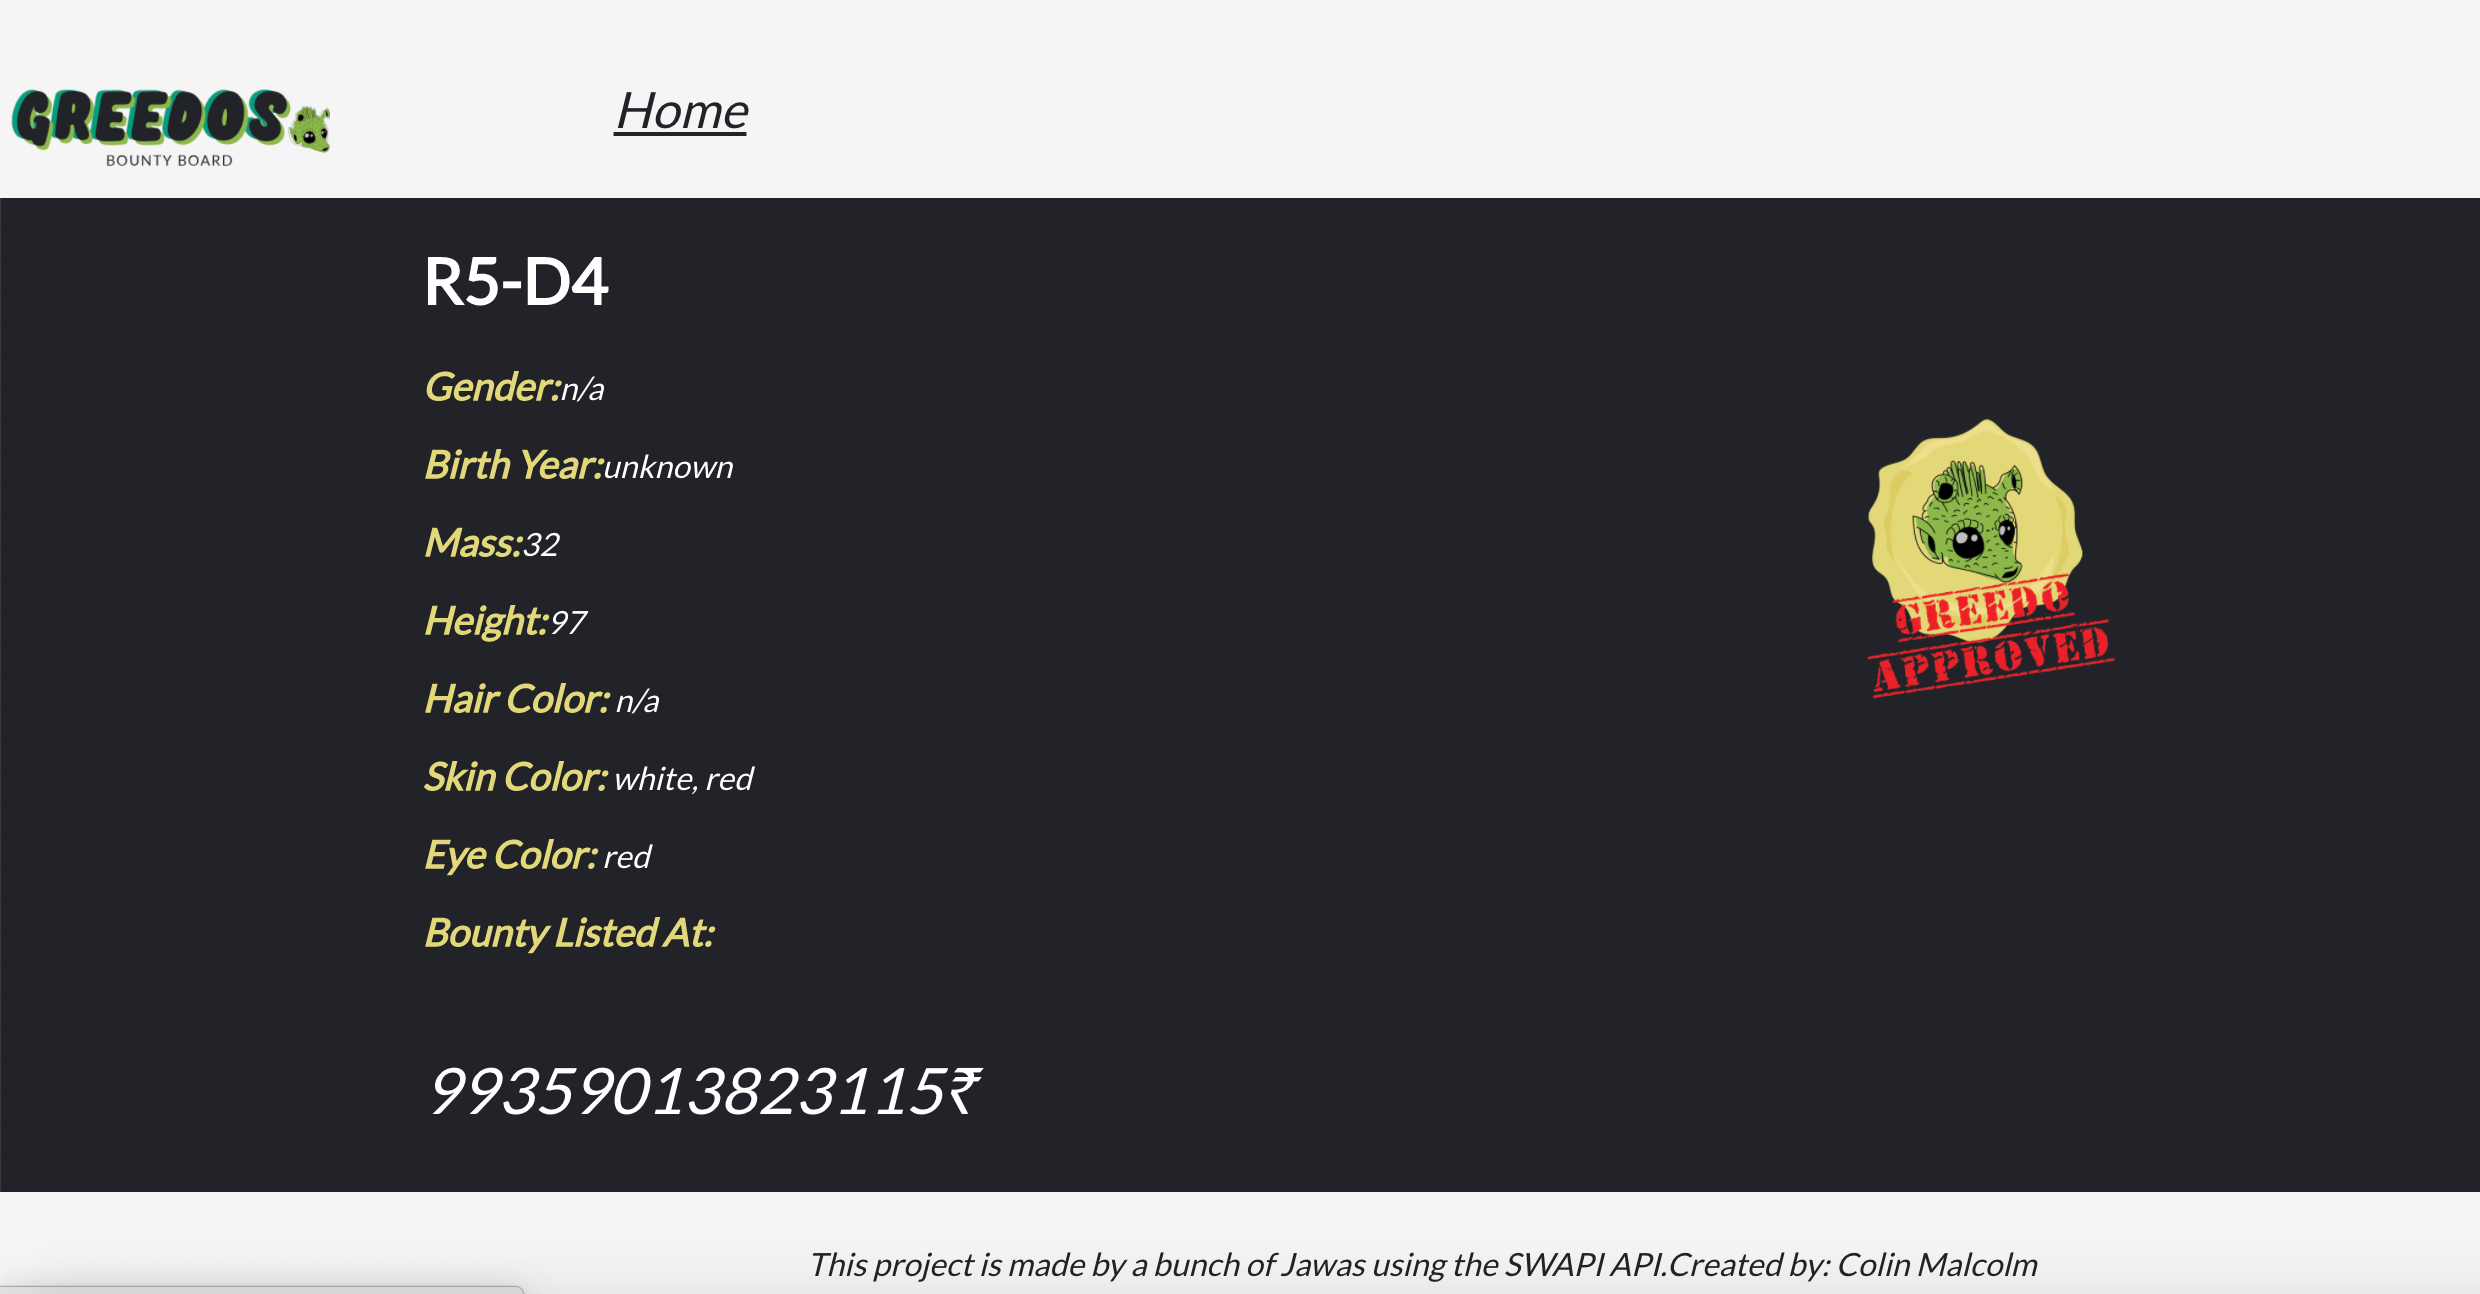 GREEDOS
BOUNTY BOARD
Home
R5-D4
Gender:n/a
Birth Year:unknown
Mass:32
Height:97
Hair Color: n/a
Skin Color: white, red
Eye Color: red
Bounty Listed At:
99359013823115₹
GREEDO
APPROVED
This project is made by a bunch of Jawas using the SWAPI API.Created by: Colin Malcolm